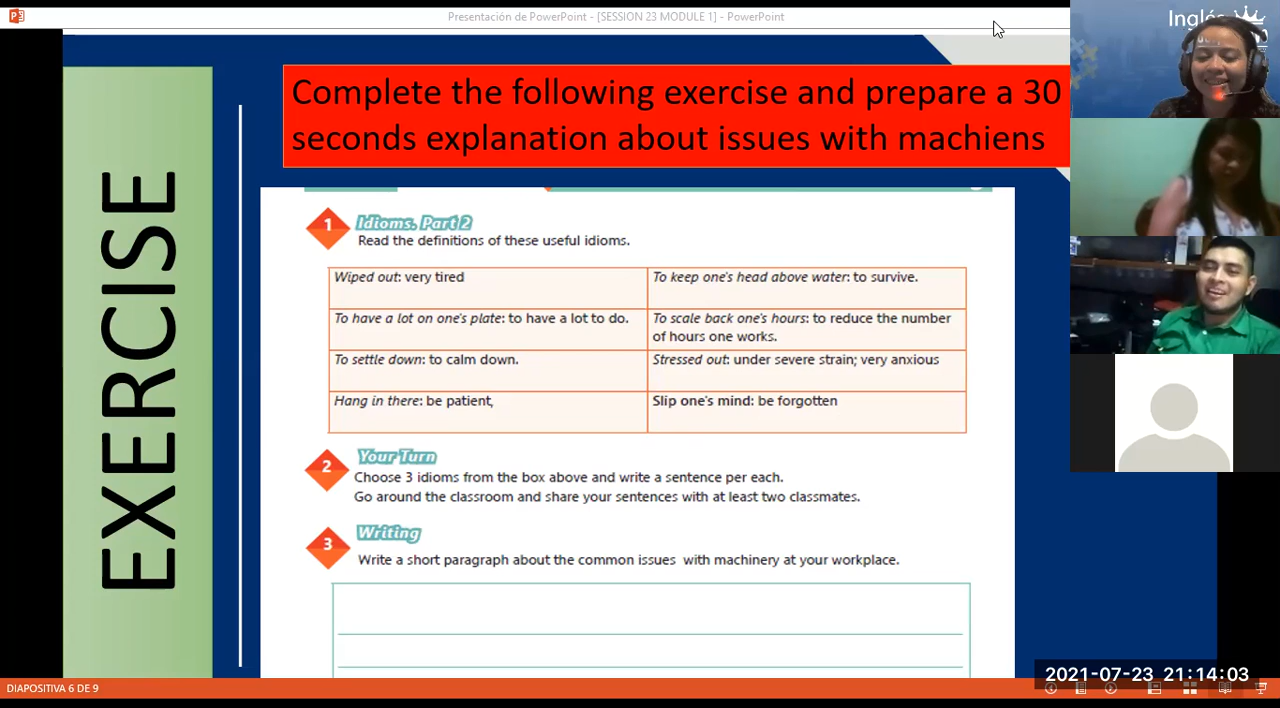 Presentación de PowerPoint - [SESSION 23 MODULE 1] - PowerPoint
Inglés
EXERCISE
Complete the following exercise and prepare a 30
seconds explanation about issues with machiens
1
Idioms. Part 2
Read the definitions of these useful idioms.
Wiped out: very tired
To keep one's head above water: to survive.
To have a lot on one's plate: to have a lot to do.
To scale back one's hours: to reduce the number
of hours one works.
To settle down: to calm down.
Stressed out: under severe strain; very anxious
Hang in there: be patient,
Slip one's mind: be forgotten
2
Your Turn
Choose 3 idioms from the box above and write a sentence per each.
Go around the classroom and share your sentences with at least two classmates.
3
Writing
Write a short paragraph about the common issues with machinery at your workplace.
2021-07-23 21:14:03
DIAPOSITIVA 6 DE 9